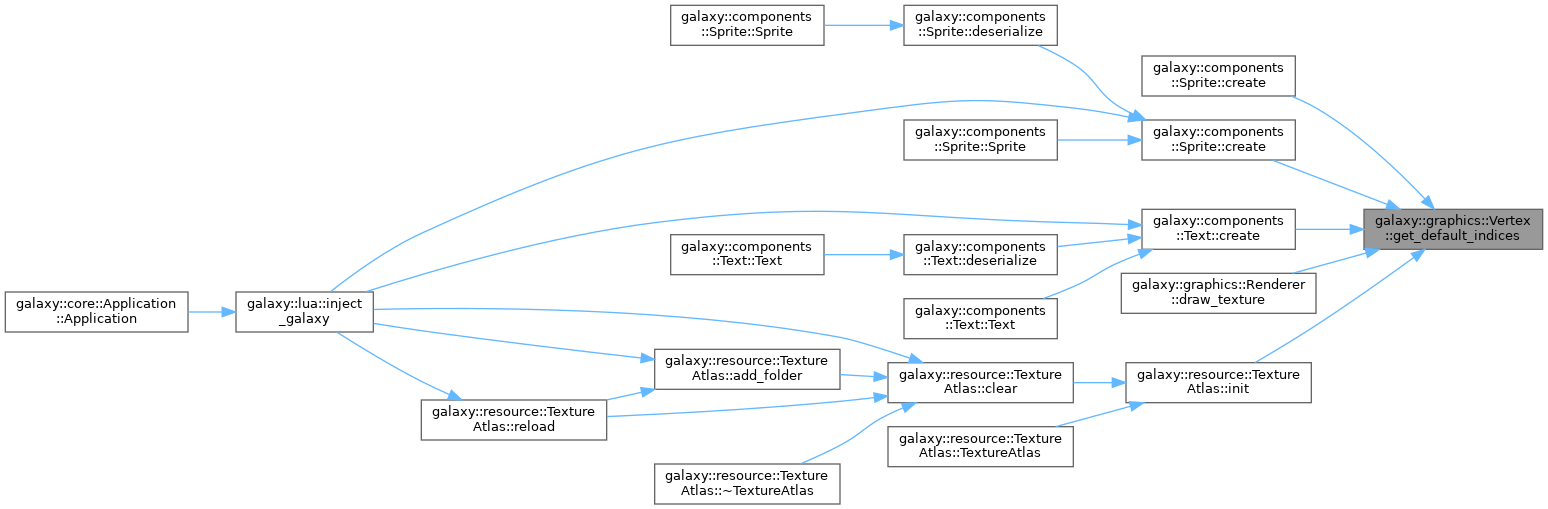 galaxy::components
::Sprite::Sprite
galaxy::components
::Sprite::deserialize
galaxy::components
::Sprite::create
galaxy::components
::Sprite::Sprite
galaxy::components
::Sprite::create
galaxy::graphics::Vertex
::get_default_indices
galaxy::components
::Text::create
galaxy::components
::Text::Text
galaxy::components
::Text::deserialize
galaxy::graphics::Renderer
::draw_texture
galaxy::core::Application
::Application
galaxy::lua::inject
_galaxy
galaxy::components
::Text::Text
galaxy::resource::Texture
Atlas::add_folder
galaxy::resource::Texture
Atlas::clear
galaxy::resource::Texture
Atlas::init
galaxy::resource::Texture
Atlas::reload
galaxy::resource::Texture
Atlas::TextureAtlas
galaxy::resource::Texture
Atlas::~TextureAtlas